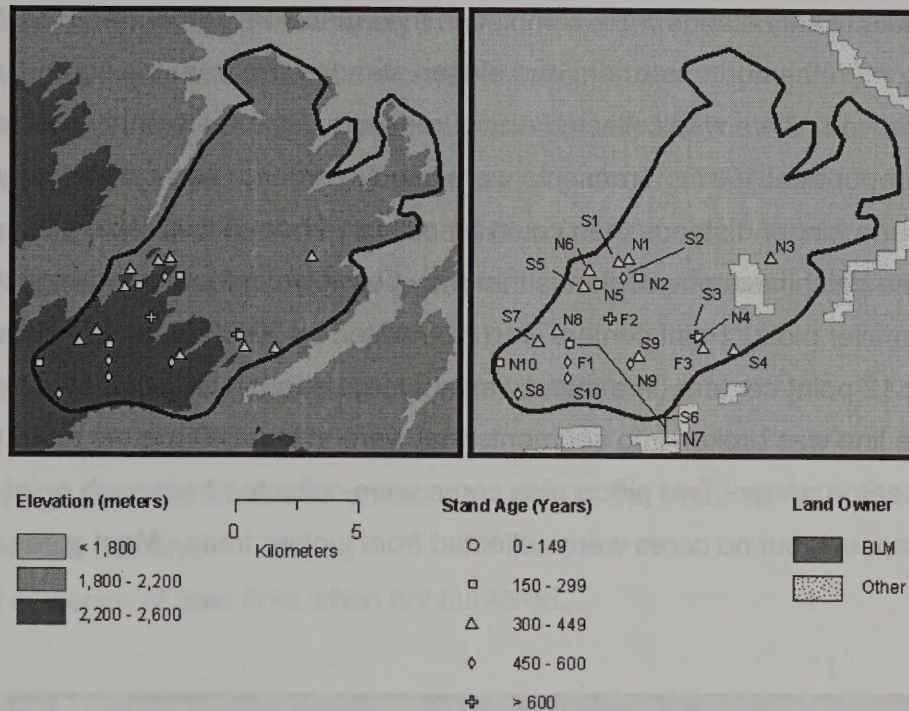 S1
N1
S2
N3
N6
S5
N2
N5
S3
S7
N8
F2
N4
S9
N10
F1
F3
S4
N9
S8
S10
S6
N7
Elevation (meters)
< 1,800
1,800 - 2,200
2,200 - 2,600
0 5
Kilometers
Stand Age (Years)
0 - 149
150 - 299
300 - 449
450 - 600
> 600
Land Owner
BLM
Other